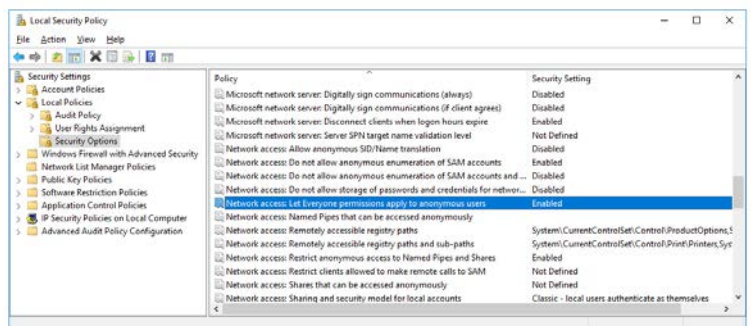 Local Security Policy
File Action View Help
Security Settings
Account Policies
Local Policies
Audit Policy
User Rights Assignment
Security Options
Windows Firewall with Advanced Security
Network List Manager Policies
Public Key Policies
Software Restriction Policies
Application Control Policies
IP Security Policies on Local Computer
Advanced Audit Policy Configuration
Policy Security Setting
Microsoft network server: Digitally sign communications (always) Disabled
Microsoft network server: Digitally sign communications (if client agrees) Disabled
Microsoft network server: Disconnect clients when logon hours expire Enabled
Microsoft network server: Server SPN target name validation level Not Defined
Network access: Allow anonymous SID/Name translation Disabled
Network access: Do not allow anonymous enumeration of SAM accounts Enabled
Network access: Do not allow anonymous enumeration of SAM accounts and ... Disabled
Network access: Do not allow storage of passwords and credentials for networ... Disabled
Network access: Let Everyone permissions apply to anonymous users Enabled
Network access: Named Pipes that can be accessed anonymously
Network access: Remotely accessible registry paths System\CurrentControlSet\Control\ProductOptions,S
Network access: Remotely accessible registry paths and sub-paths System\CurrentControlSet\Control\Print\Printers,Sys
Network access: Restrict anonymous access to Named Pipes and Shares Enabled
Network access: Restrict clients allowed to make remote calls to SAM Not Defined
Network access: Shares that can be accessed anonymously Not Defined
Network access: Sharing and security model for local accounts Classic - local users authenticate as themselves